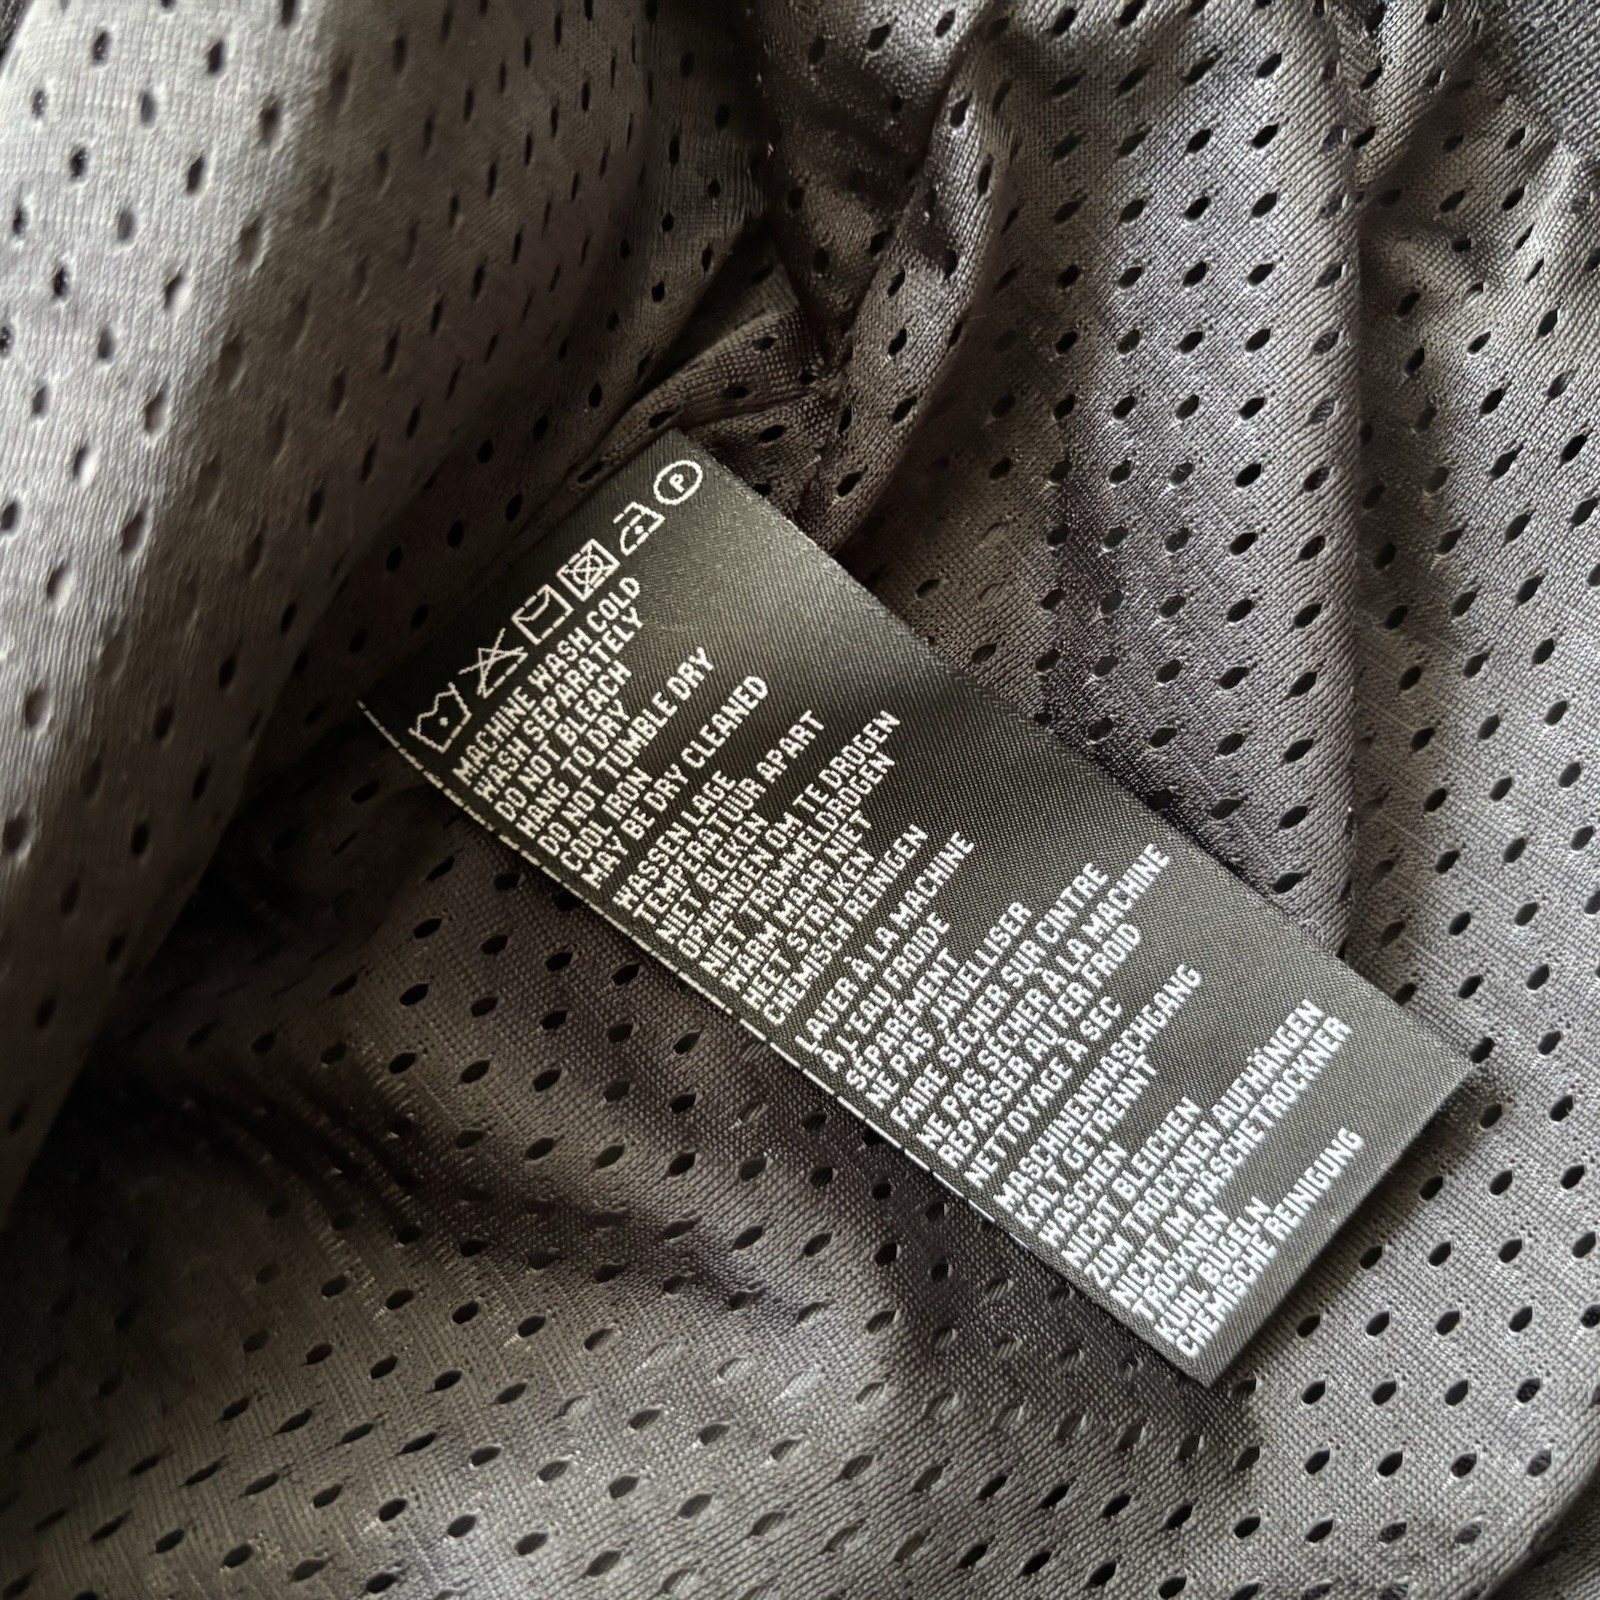 P
MACHINE WASH COLD
WASH SEPARATELY
DO NOT BLEACH
HANG TO DRY
DO NOT TUMBLE DRY
COOL IRON
MAY BE DRY CLEANED
WASSEN LAGE
TEMPERATUUR APART
NIET BLEKEN
OPHANGEN OM TE DROGEN
NIET TROMMELDROGEN
WARM MAAR NIET
HEET STRIJKEN
CHEMISCH REINIGEN
LAVER À LA MACHINE
À L'EAU FROIDE
SÉPARÉMENT
NE PAS JAUELLISER
FAIRE SÉCHER SUR CINTRE
NE PAS SÉCHER À LA MACHINE
REPASSER AU FER FROID
NETTOYAGE À SEC
MASCHIENWASCHGANG
KALT GETRENNT
WASCHEN
NICHT BLEICHEN
ZUM TROCKNEN AUFHÄNGEN
NICHT IM WÄSCHETROCKNER
TROCKNEN
KÜHL BÜGELN
CHEMISCHE REINIGUNG